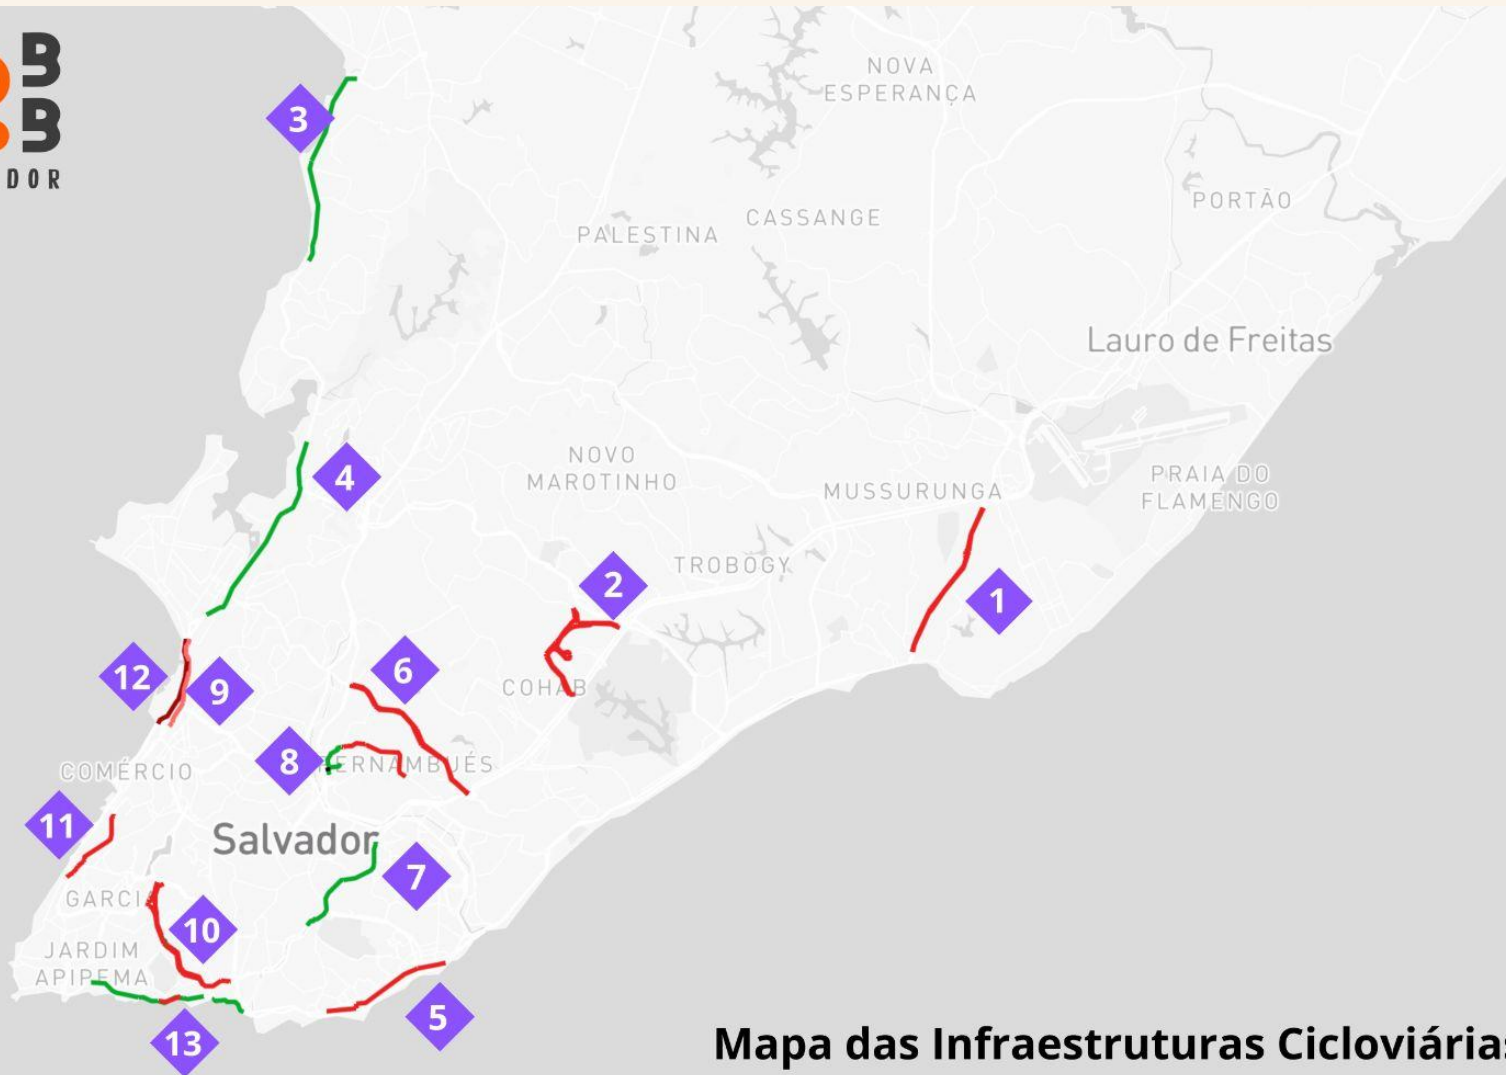 B
B
DOR
NOVA
ESPERANÇA
3
PORTÃO
CASSANGE
PALESTINA
Lauro de Freitas
NOVO
MAROTINHO
4
PRAIA DO
FLAMENGO
MUSSURUNGA
TROBOGY
2
1
12
9
6
COHAB
8
PERNAMBUÉS
COMÉRCIO
11
Salvador
7
GARCIA
10
JARDIM
APIPEMA
5
13
Mapa das Infraestruturas Cicloviárias